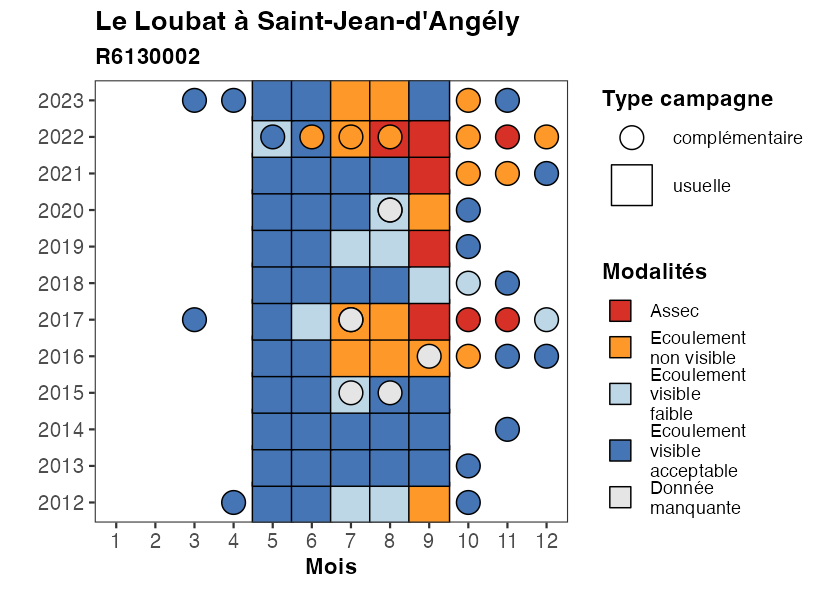 Le Loubat à Saint-Jean-d'Angély
R6130002
2023
2022
2021
2020
2019
2018
2017
2016
2015
2014
2013
2012
1 2 3 4 5 6 7 8 9 10 11 12
Mois
Type campagne
complémentaire
usuelle
Modalités
Assec
Ecoulement
non visible
Ecoulement
visible
faible
Ecoulement
visible
acceptable
Donnée
manquante